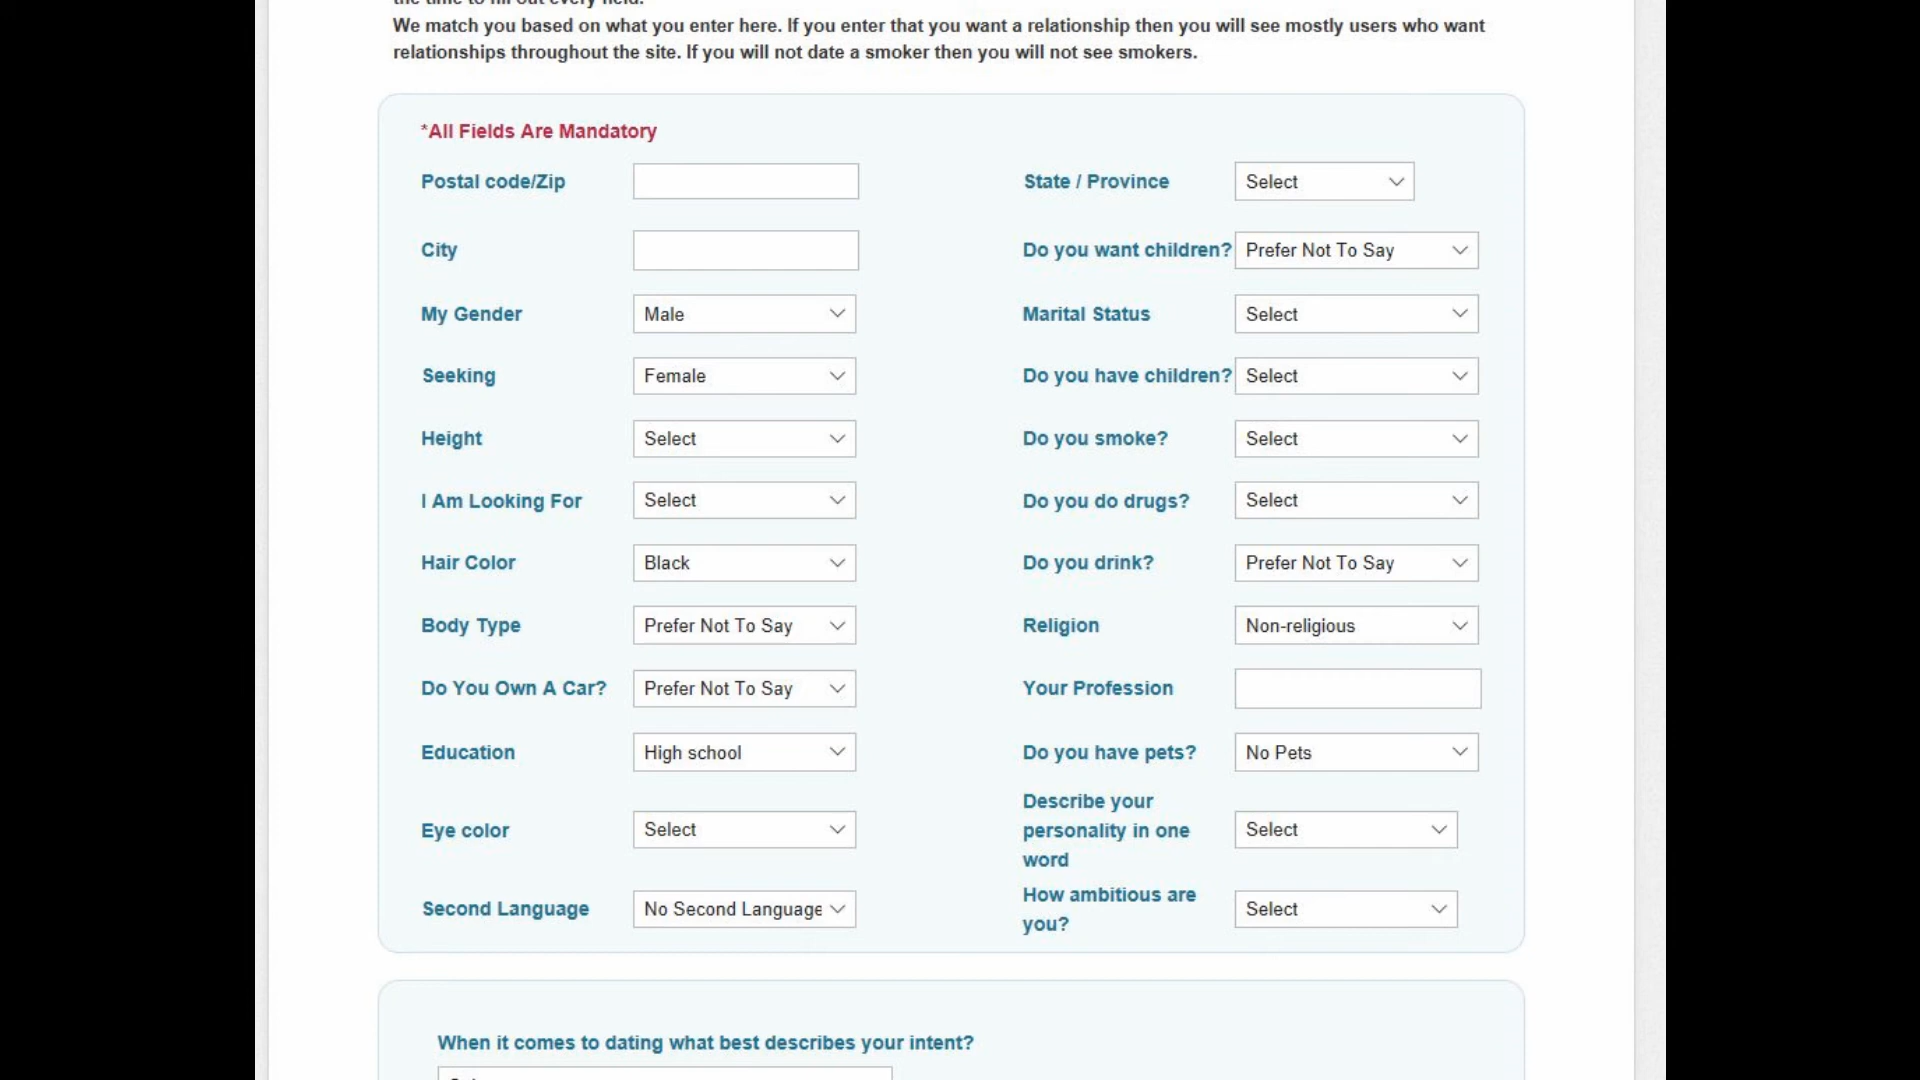 the time to fill out every field.
We match you based on what you enter here. If you enter that you want a relationship then you will see mostly users who want
relationships throughout the site. If you will not date a smoker then you will not see smokers.
*All Fields Are Mandatory
Postal code/Zip
State / Province Select
City
Do you want children? Prefer Not To Say
My Gender Male
Marital Status Select
Seeking Female
Do you have children? Select
Height Select
Do you smoke? Select
I Am Looking For Select
Do you do drugs? Select
Hair Color Black
Do you drink? Prefer Not To Say
Body Type Prefer Not To Say
Religion Non-religious
Do You Own A Car? Prefer Not To Say
Your Profession
Education High school
Do you have pets? No Pets
Eye color Select
Describe your
personality in one
word
Select
Second Language No Second Language
How ambitious are
you?
Select
When it comes to dating what best describes your intent?